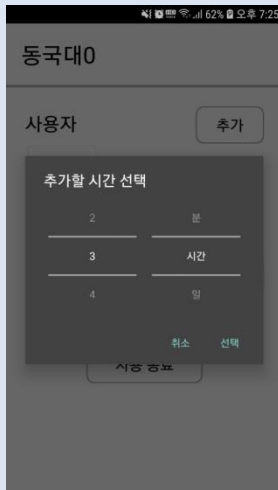 62% 오후 7:25
동국대0
사용자 추가
추가할 시간 선택
2 분
3 시간
4 일
취소 선택
사용 종료